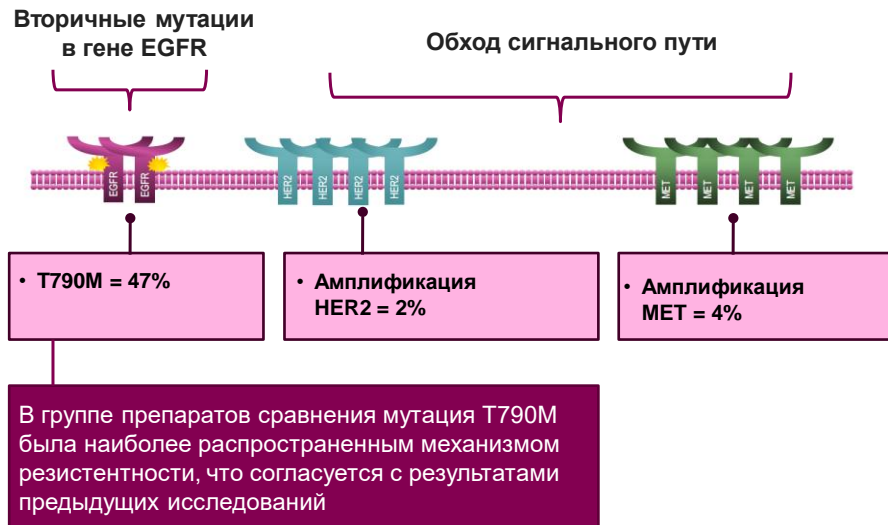 Вторичные мутации
в гене EGFR
Обход сигнального пути
EGFR
EGFR
HER2
HER2
HER2
HER2
MET
MET
MET
MET
• T790M = 47%
• Амплификация
HER2 = 2%
• Амплификация
MET = 4%
В группе препаратов сравнения мутация T790M
была наиболее распространенным механизмом
резистентности, что согласуется с результатами
предыдущих исследований